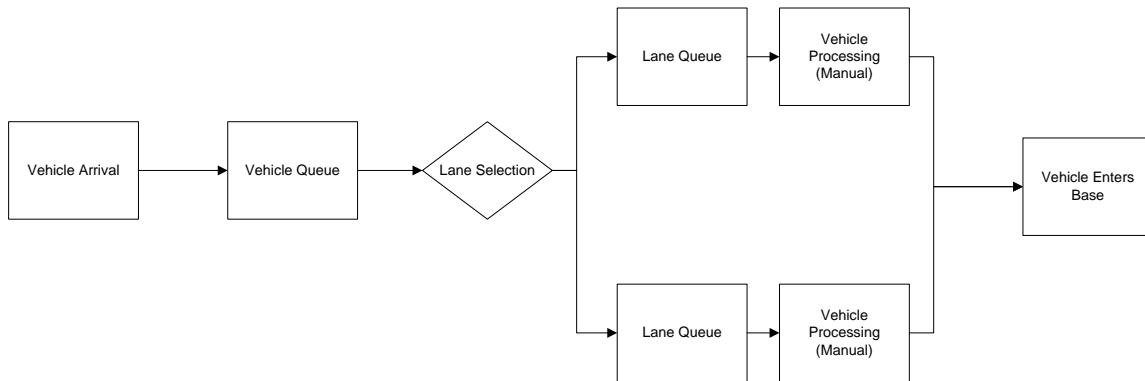 Vehicle Arrival
Vehicle Queue
Lane Selection
Lane Queue
Vehicle
Processing
(Manual)
Lane Queue
Vehicle
Processing
(Manual)
Vehicle Enters
Base